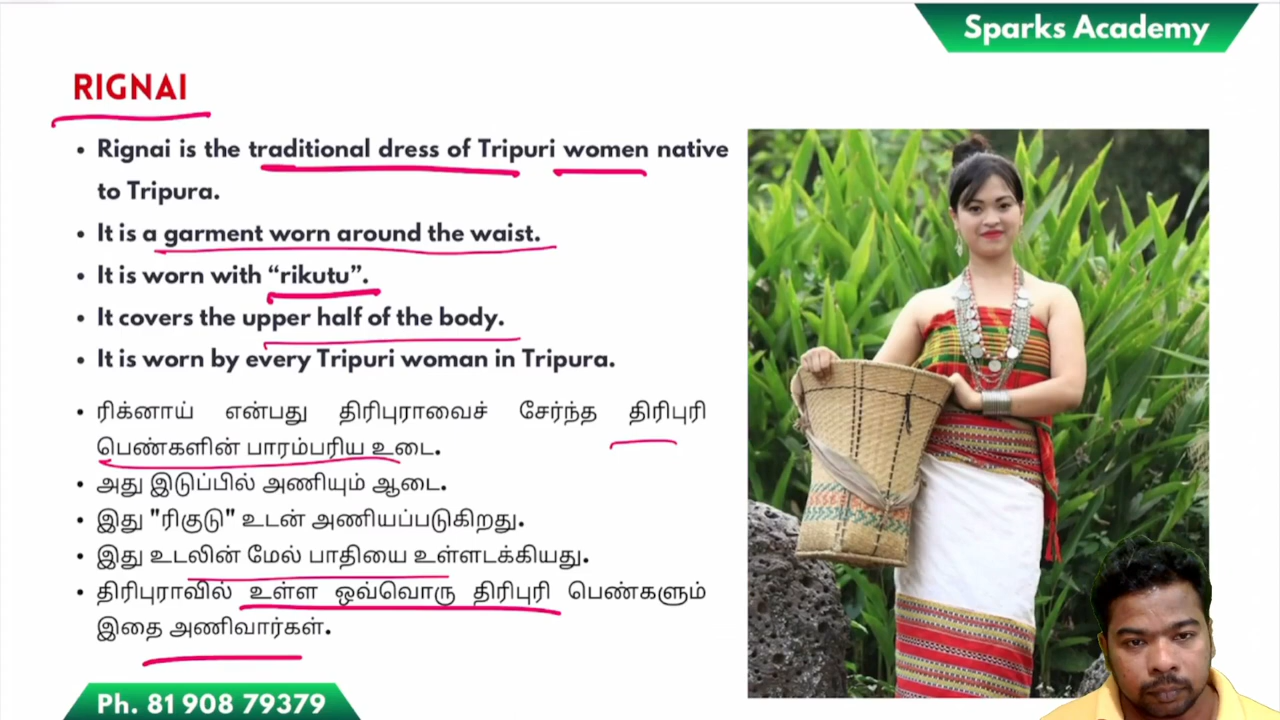 Sparks Academy
RIGNAI
• Rignai is the traditional dress of Tripuri women native
to Tripura.
• It is a garment worn around the waist.
• It is worn with “rikutu”.
• It covers the upper half of the body.
• It is worn by every Tripuri woman in Tripura.
• ரிக்னாய் என்பது திரிபுராவைச் சேர்ந்த திரிபுரி
பெண்களின் பாரம்பரிய உடை.
• அது இடுப்பில் அணியும் ஆடை.
• இது "ரிகுடு" உடன் அணியப்படுகிறது.
• இது உடலின் மேல் பாதியை உள்ளடக்கியது.
• திரிபுராவில் உள்ள ஒவ்வொரு திரிபுரி பெண்களும்
இதை அணிவார்கள்.
Ph. 81 908 79379